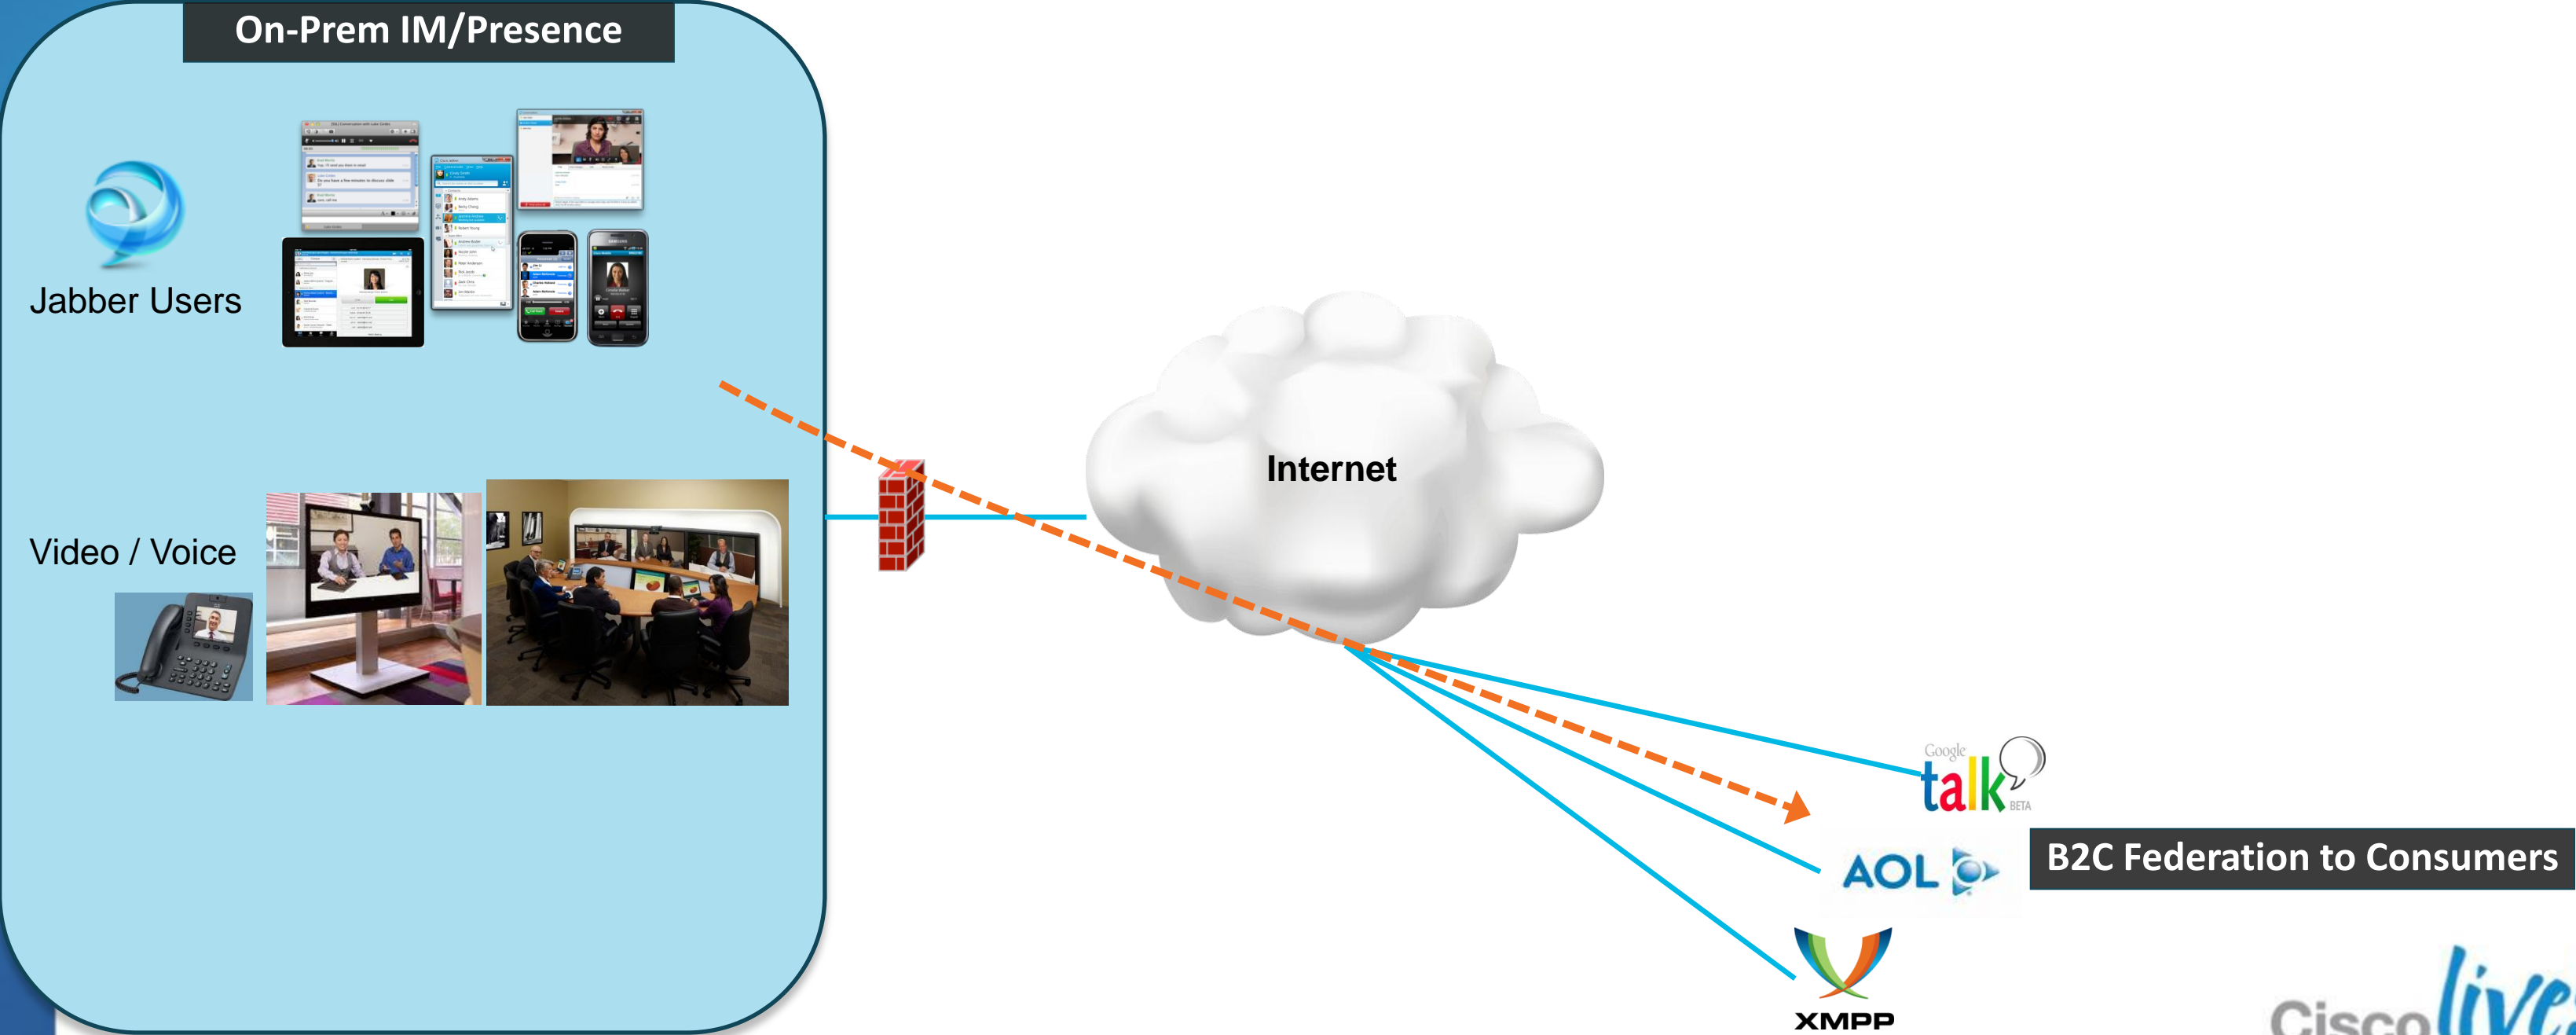 On-Prem IM/Presence
Jabber Users
Video / Voice
Internet
Google
talk
BETA
AOL
B2C Federation to Consumers
XMPP
Cisco live